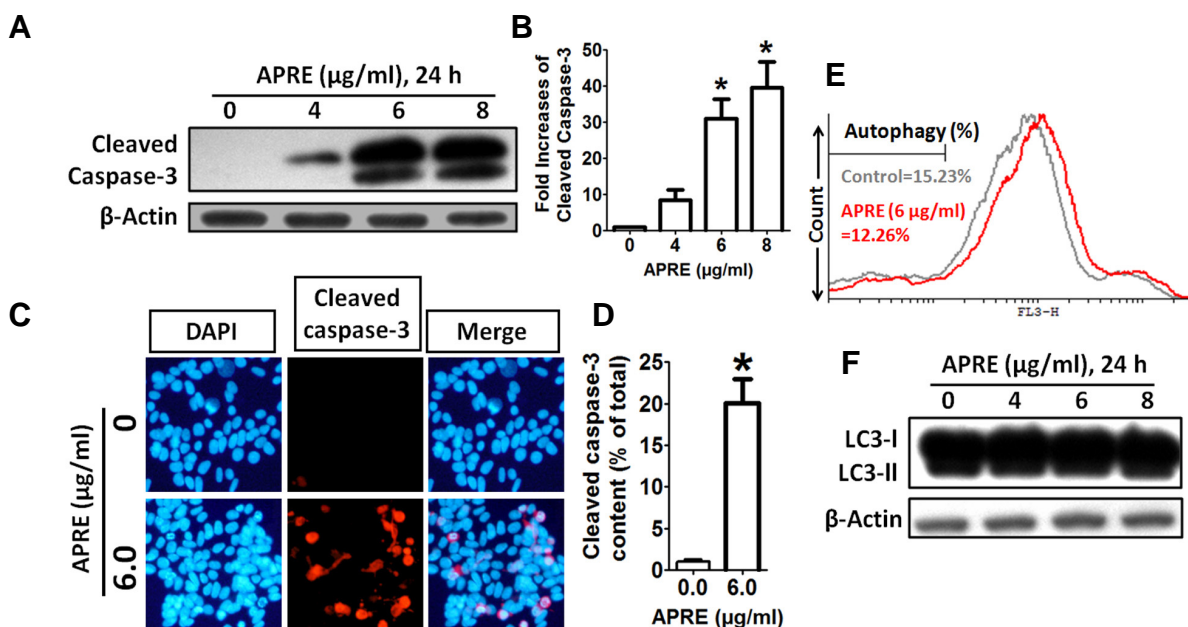 A
APRE (μg/ml), 24 h
0 4 6 8
Cleaved
Caspase-3
β-Actin
B
Fold Increases of
Cleaved Caspase-3
50
40
30
20
10
0
*
*
0 4 6 8
APRE (μg/ml)
C
DAPI
Cleaved
caspase-3
Merge
APRE (μg/ml)
0
6.0
D
Cleaved caspase-3
content (% of total)
25
20
15
10
5
0
*
0.0 6.0
APRE (μg/ml)
E
Count
Autophagy (%)
Control=15.23%
APRE (6 μg/ml)
=12.26%
FL3-H
F
APRE (μg/ml), 24 h
0 4 6 8
LC3-I
LC3-II
β-Actin